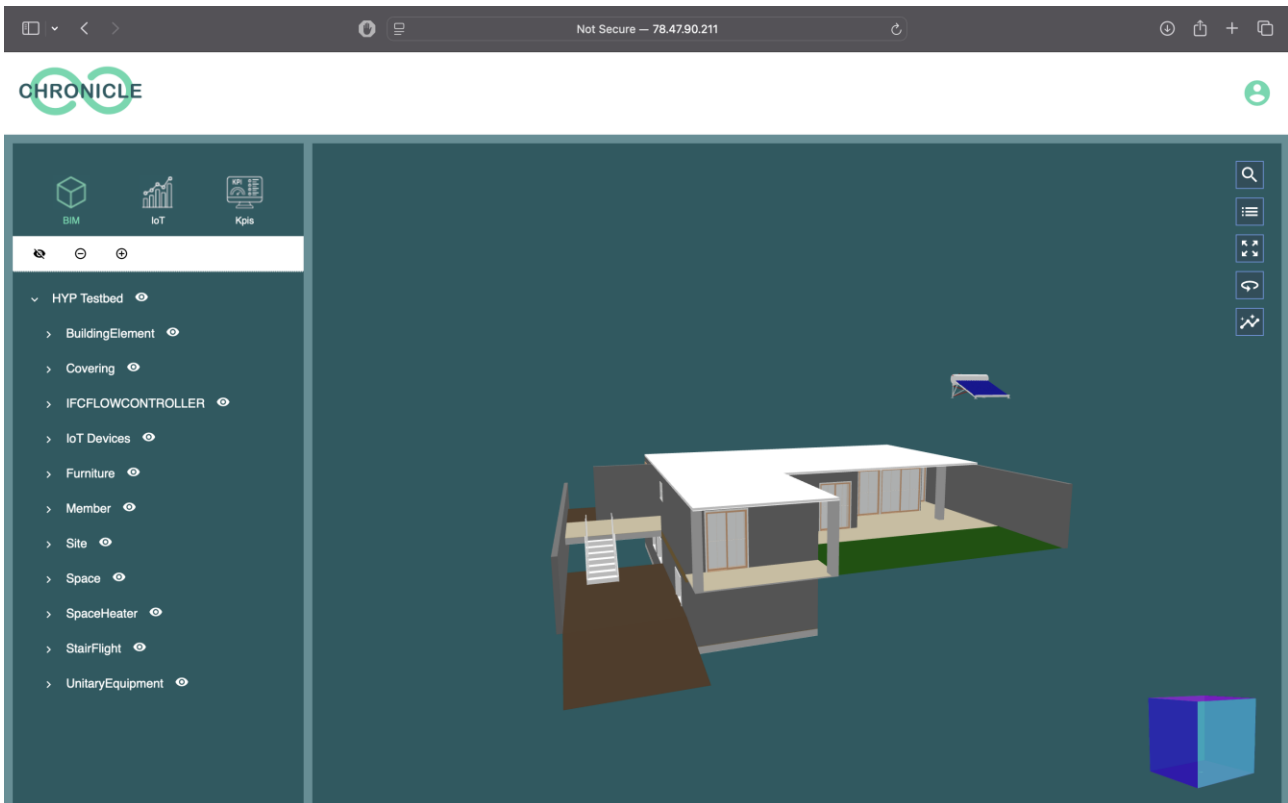 Not Secure — 78.47.90.211
CHRONICLE
BIM
IoT
KPI
Kpis
HYP Testbed
BuildingElement
Covering
IFCFLOWCONTROLLER
IoT Devices
Furniture
Member
Site
Space
SpaceHeater
StairFlight
UnitaryEquipment